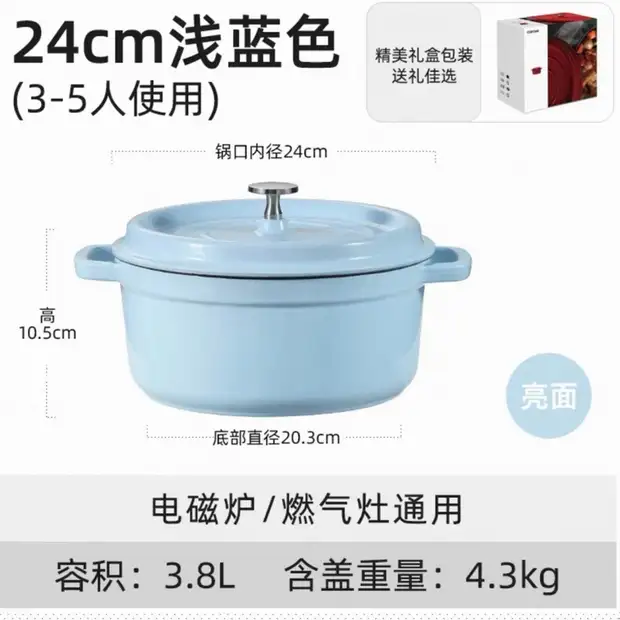 24cm浅蓝色
(3-5人使用)
精美礼盒包装
送礼佳选
锅口内径24cm
高
10.5cm
亮面
底部直径20.3cm
电磁炉/燃气灶通用
容积：3.8L 含盖重量：4.3kg